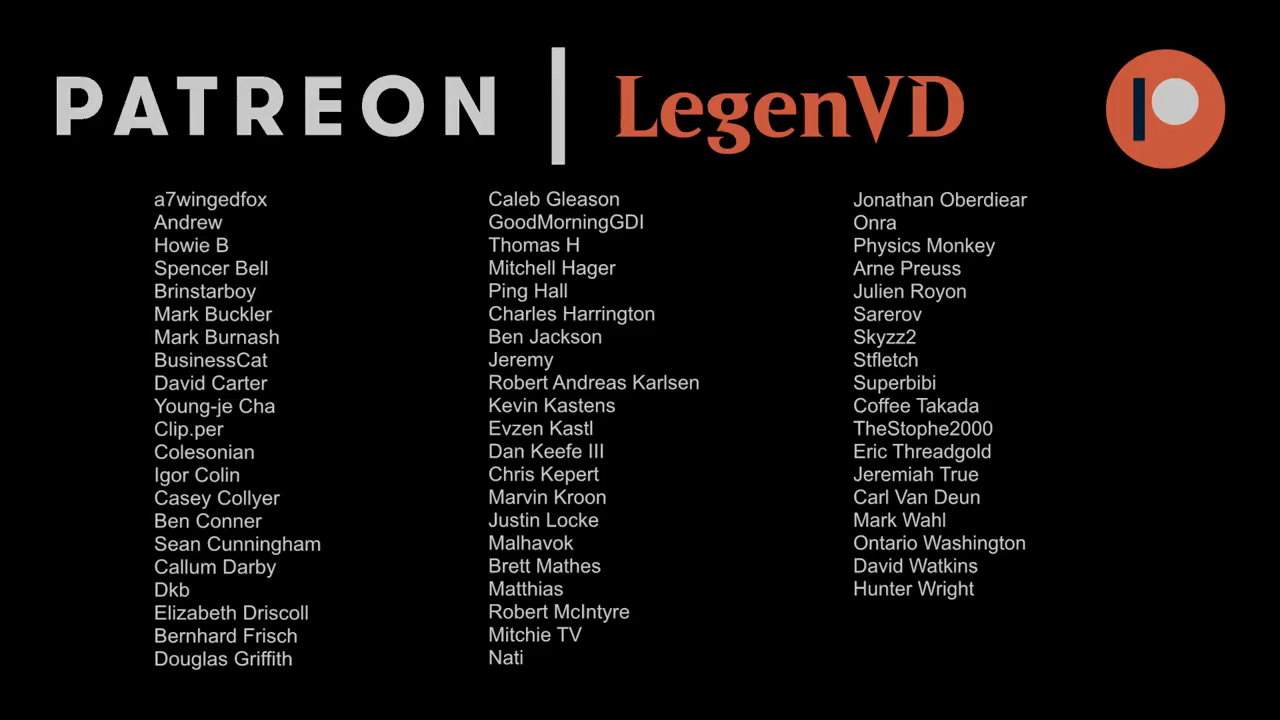 PATREON | LegenVD
a7wingedfox
Andrew
Howie B
Spencer Bell
Brinstarboy
Mark Buckler
Mark Burnash
BusinessCat
David Carter
Young-je Cha
Clip.per
Colesonian
Igor Colin
Casey Collyer
Ben Conner
Sean Cunningham
Callum Darby
Dkb
Elizabeth Driscoll
Bernhard Frisch
Douglas Griffith
Caleb Gleason
GoodMorningGDI
Thomas H
Mitchell Hager
Ping Hall
Charles Harrington
Ben Jackson
Jeremy
Robert Andreas Karlsen
Kevin Kastens
Evzen Kastl
Dan Keefe III
Chris Kepert
Marvin Kroon
Justin Locke
Malhavok
Brett Mathes
Matthias
Robert McIntyre
Mitchie TV
Nati
Jonathan Oberdiear
Onra
Physics Monkey
Arne Preuss
Julien Royon
Sarerov
Skyzz2
Stfletch
Superbibi
Coffee Takada
TheStophe2000
Eric Threadgold
Jeremiah True
Carl Van Deun
Mark Wahl
Ontario Washington
David Watkins
Hunter Wright